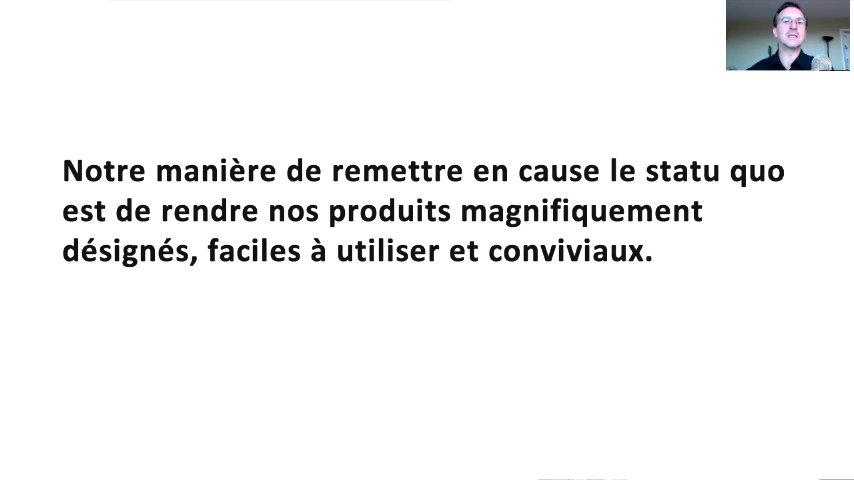 Notre manière de remettre en cause le statu quo
est de rendre nos produits magnifiquement
désignés, faciles à utiliser et conviviaux.